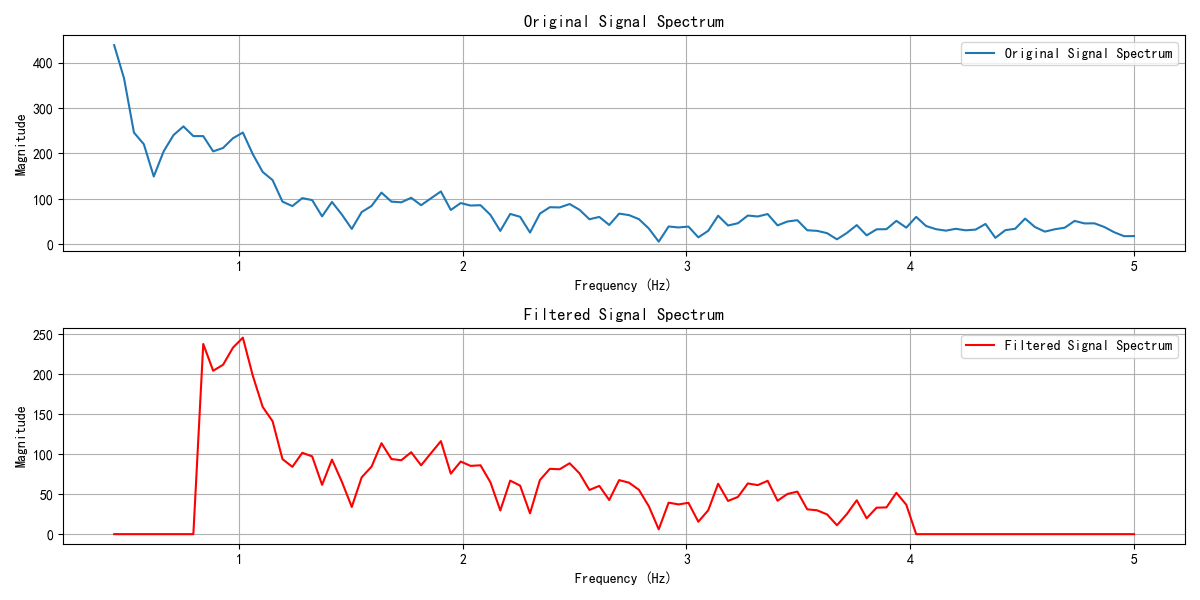 Original Signal Spectrum
Original Signal Spectrum
400
300
200
100
0
Magnitude
1 2 3 4 5
Frequency (Hz)
Filtered Signal Spectrum
Filtered Signal Spectrum
250
200
150
100
50
0
Magnitude
1 2 3 4 5
Frequency (Hz)